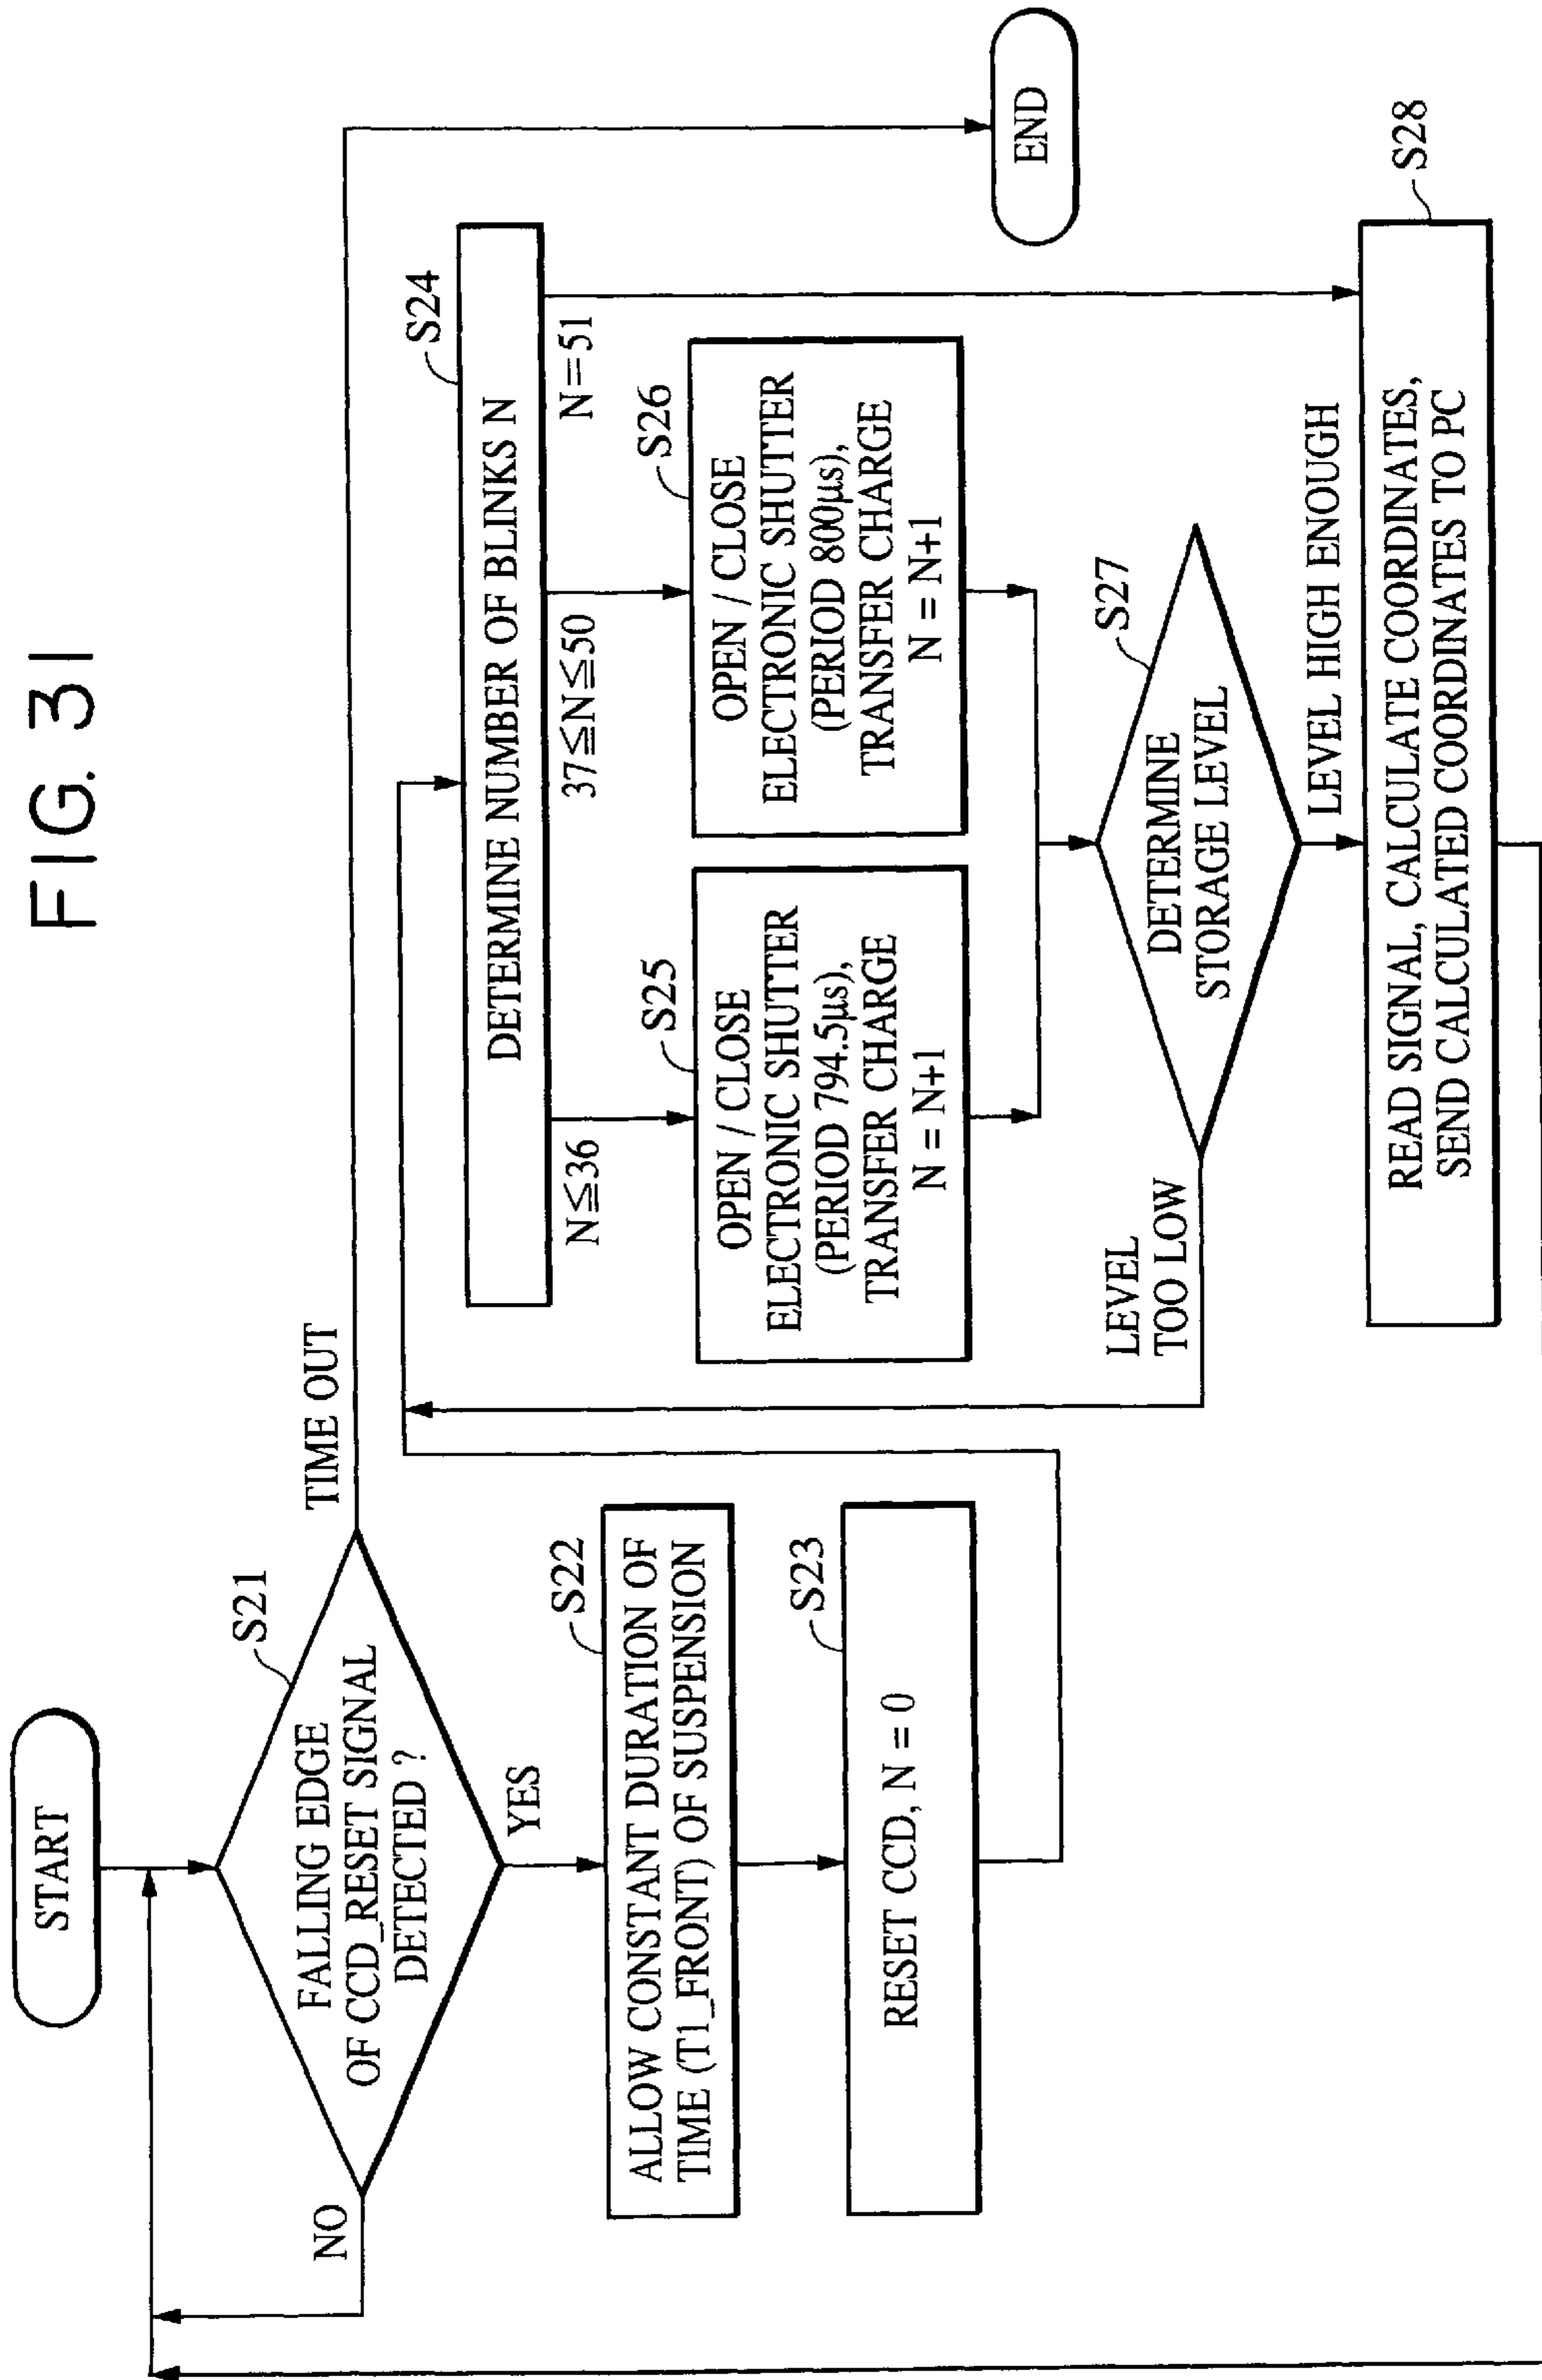 FIG. 31
START
S21
FALLING EDGE
OF CCD_RESET SIGNAL
DETECTED ?
NO
YES
TIME OUT
S22
ALLOW CONSTANT DURATION OF
TIME (T1_FRONT) OF SUSPENSION
S23
RESET CCD, N = 0
S24
DETERMINE NUMBER OF BLINKS N
N≦36
37≦N≦50
N=51
S25
OPEN / CLOSE
ELECTRONIC SHUTTER
(PERIOD 794.5μs),
TRANSFER CHARGE
N = N+1
S26
OPEN / CLOSE
ELECTRONIC SHUTTER
(PERIOD 800μs),
TRANSFER CHARGE
N = N+1
S27
DETERMINE
STORAGE LEVEL
LEVEL
TOO LOW
LEVEL HIGH ENOUGH
S28
READ SIGNAL, CALCULATE COORDINATES,
SEND CALCULATED COORDINATES TO PC
END